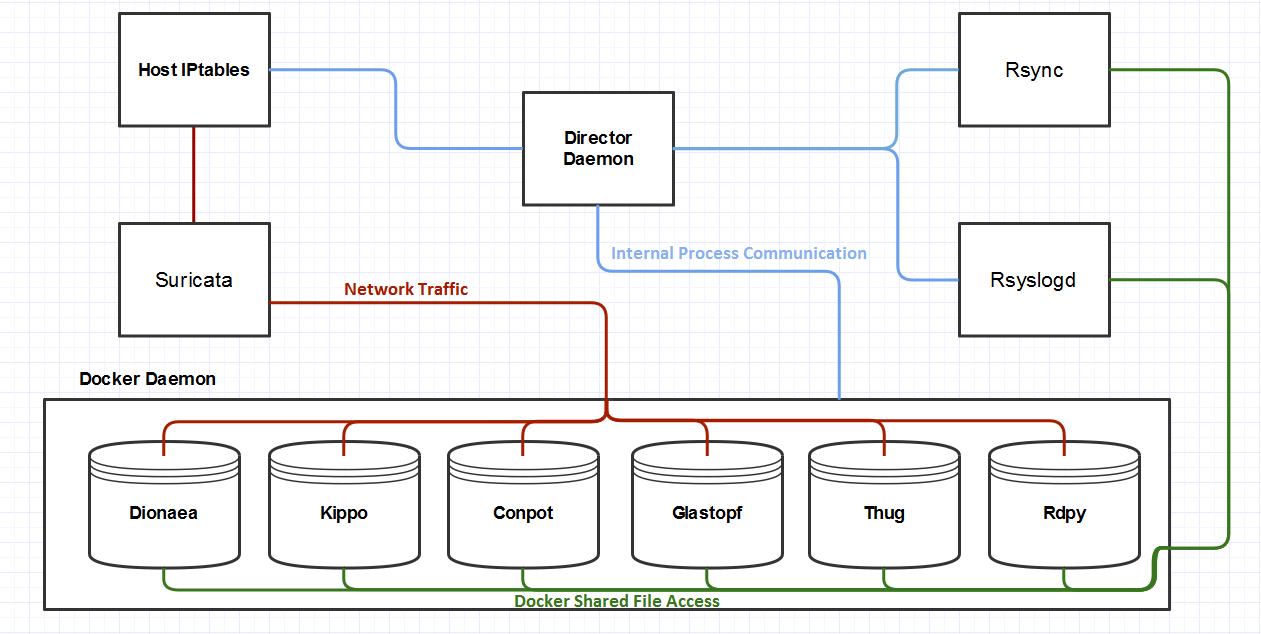 Host IPtables
Rsync
Director
Daemon
Internal Process Communication
Suricata
Rsyslogd
Network Traffic
Docker Daemon
Dionaea
Kippo
Conpot
Glastopf
Thug
Rdpy
Docker Shared File Access